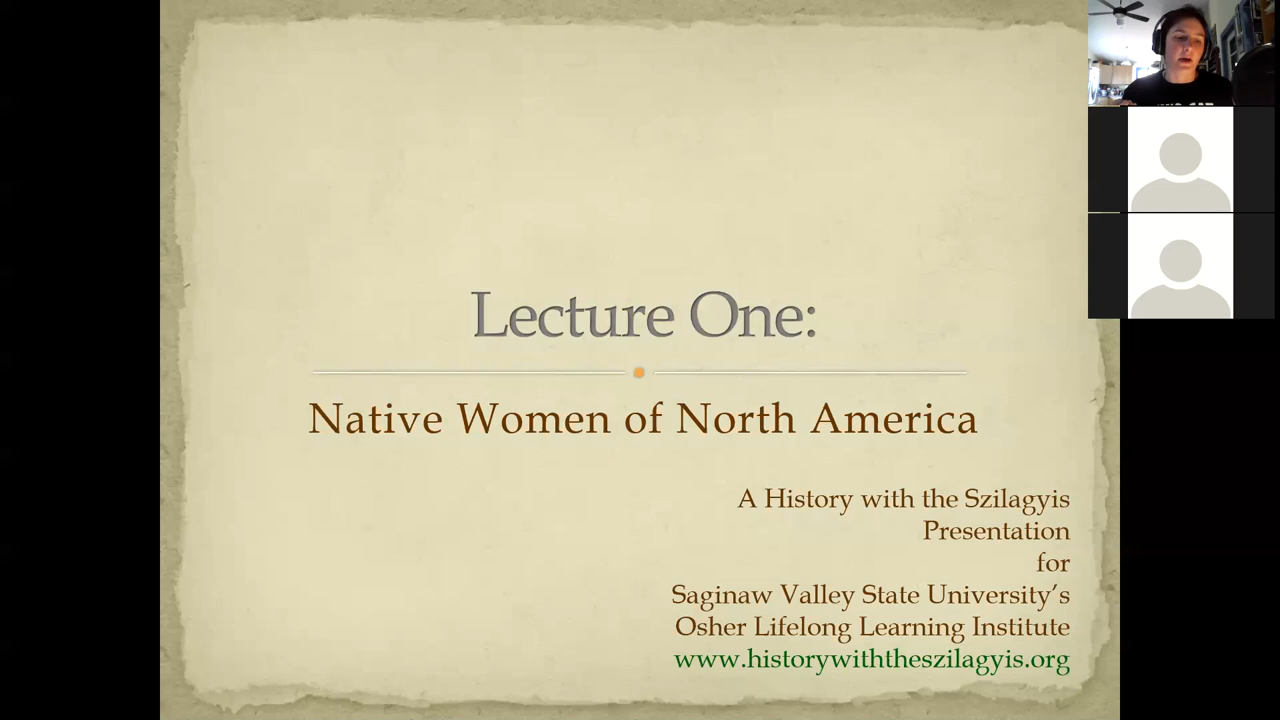 Lecture One:
Native Women of North America
A History with the Szilagyis
Presentation
for
Saginaw Valley State University's
Osher Lifelong Learning Institute
www.historywiththeszilagyis.org